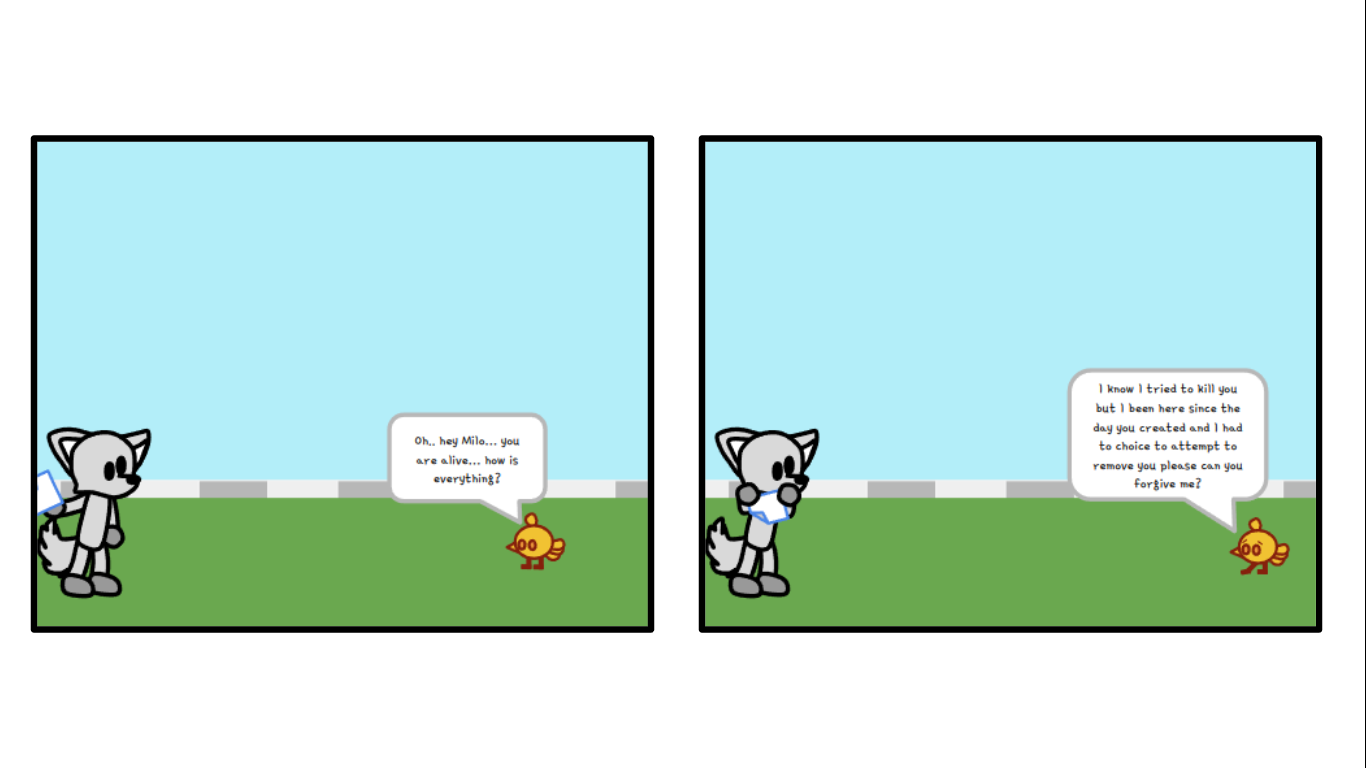 Oh.. hey Milo... you
are alive... how is
everything?
I know I tried to kill you
but I been here since the
day you created and I had
to choice to attempt to
remove you please can you
forgive me?